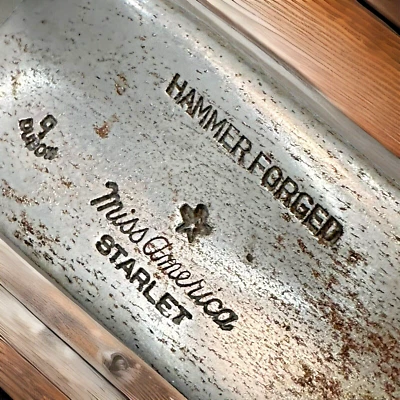 HAMMER FORGED
Miss America
STARLET
9